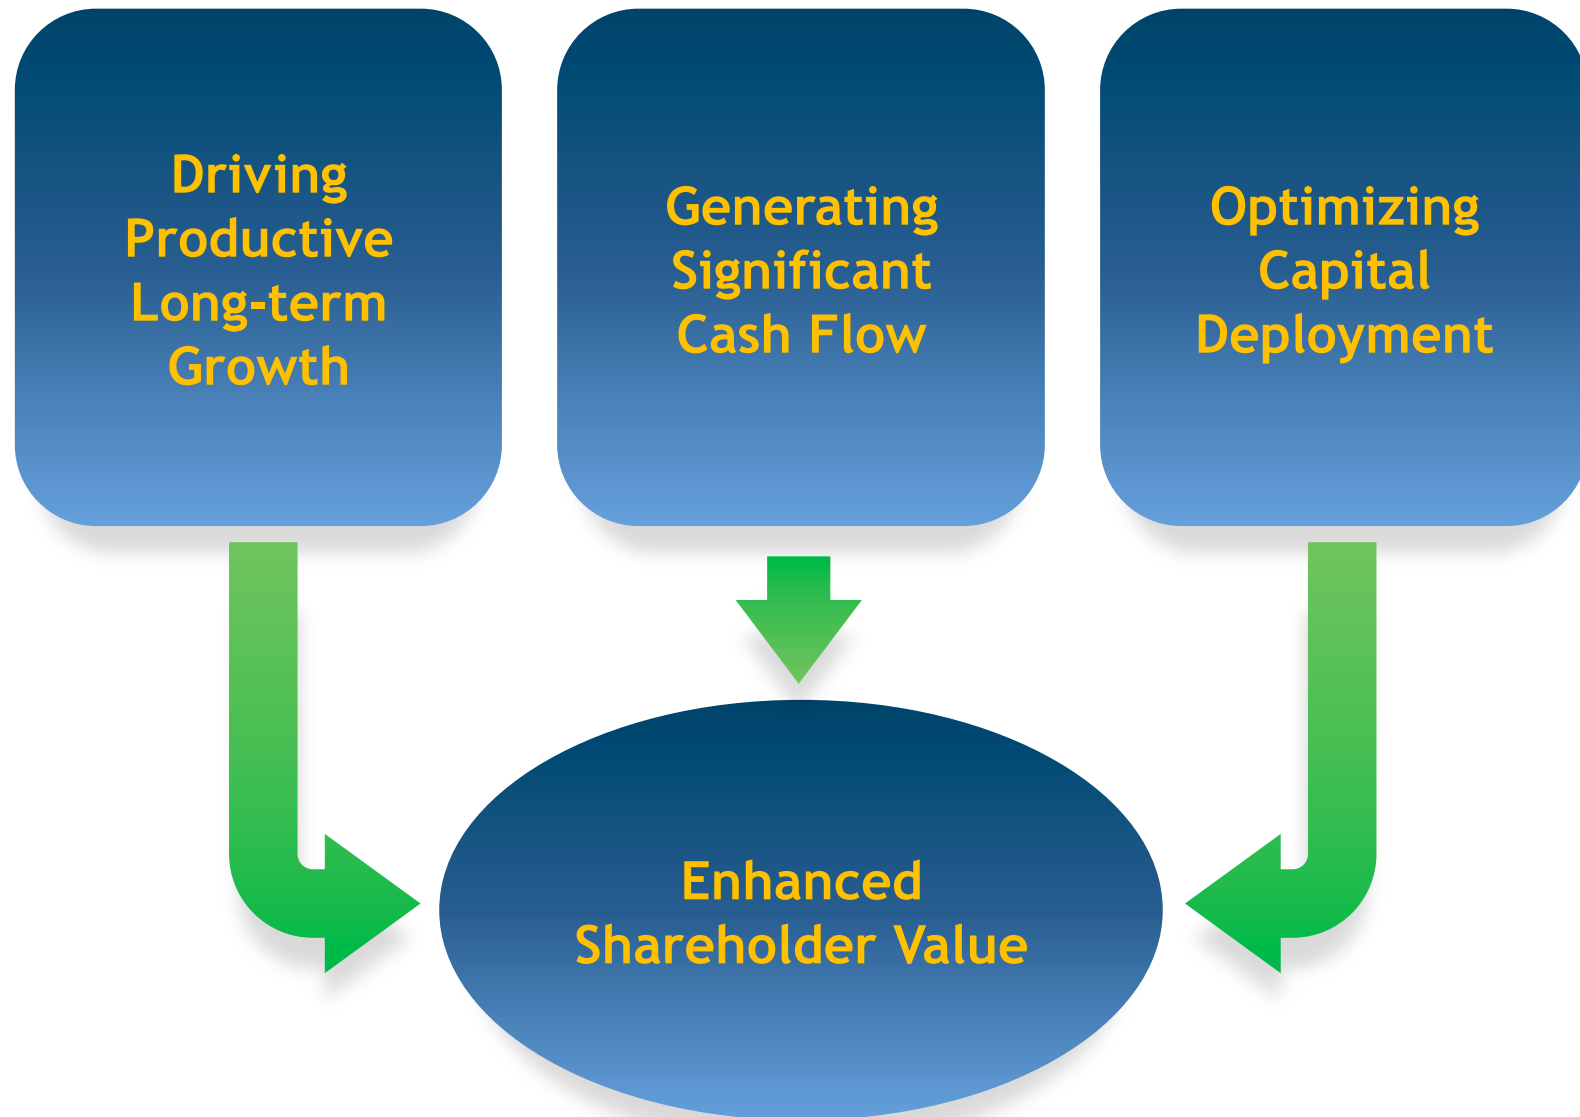 Driving
Productive
Long-term
Growth
Generating
Significant
Cash Flow
Optimizing
Capital
Deployment
Enhanced
Shareholder Value